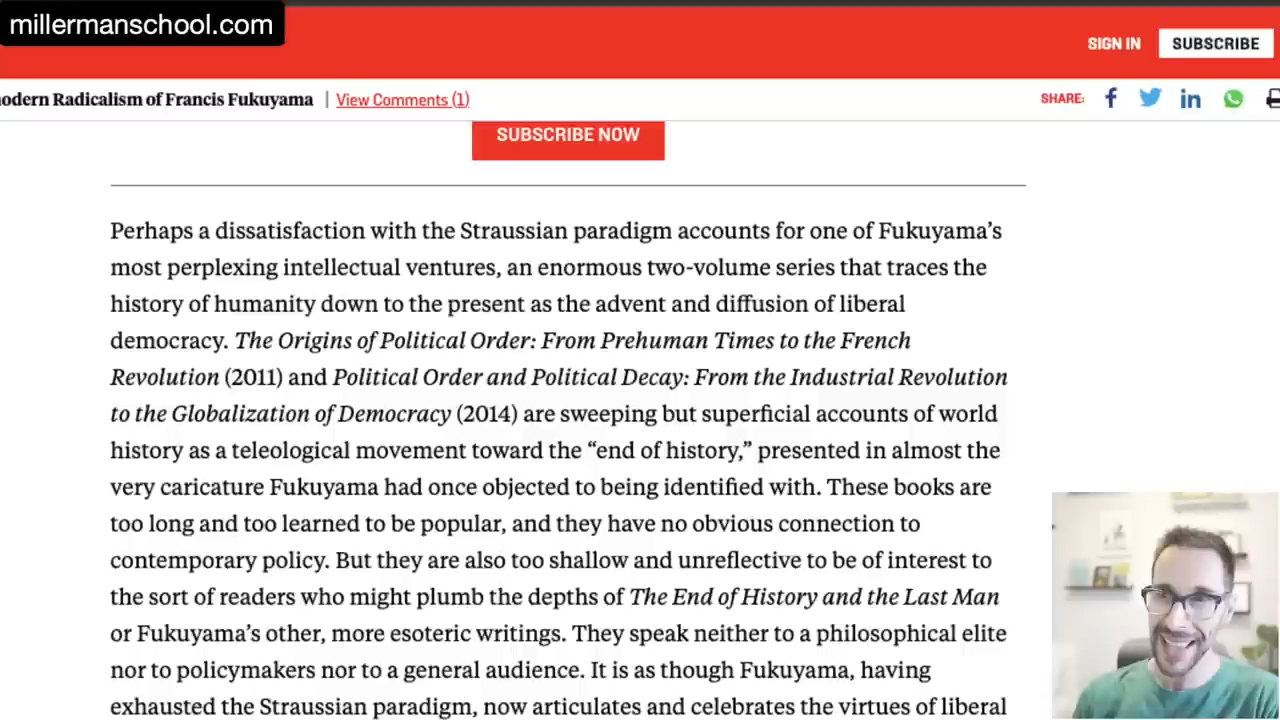 millermanschool.com
SIGN IN
SUBSCRIBE
odern Radicalism of Francis Fukuyama | View Comments (1)
SHARE:
SUBSCRIBE NOW
Perhaps a dissatisfaction with the Straussian paradigm accounts for one of Fukuyama’s
most perplexing intellectual ventures, an enormous two-volume series that traces the
history of humanity down to the present as the advent and diffusion of liberal
democracy. The Origins of Political Order: From Prehuman Times to the French
Revolution (2011) and Political Order and Political Decay: From the Industrial Revolution
to the Globalization of Democracy (2014) are sweeping but superficial accounts of world
history as a teleological movement toward the “end of history,” presented in almost the
very caricature Fukuyama had once objected to being identified with. These books are
too long and too learned to be popular, and they have no obvious connection to
contemporary policy. But they are also too shallow and unreflective to be of interest to
the sort of readers who might plumb the depths of The End of History and the Last Man
or Fukuyama’s other, more esoteric writings. They speak neither to a philosophical elite
nor to policymakers nor to a general audience. It is as though Fukuyama, having
exhausted the Straussian paradigm, now articulates and celebrates the virtues of liberal